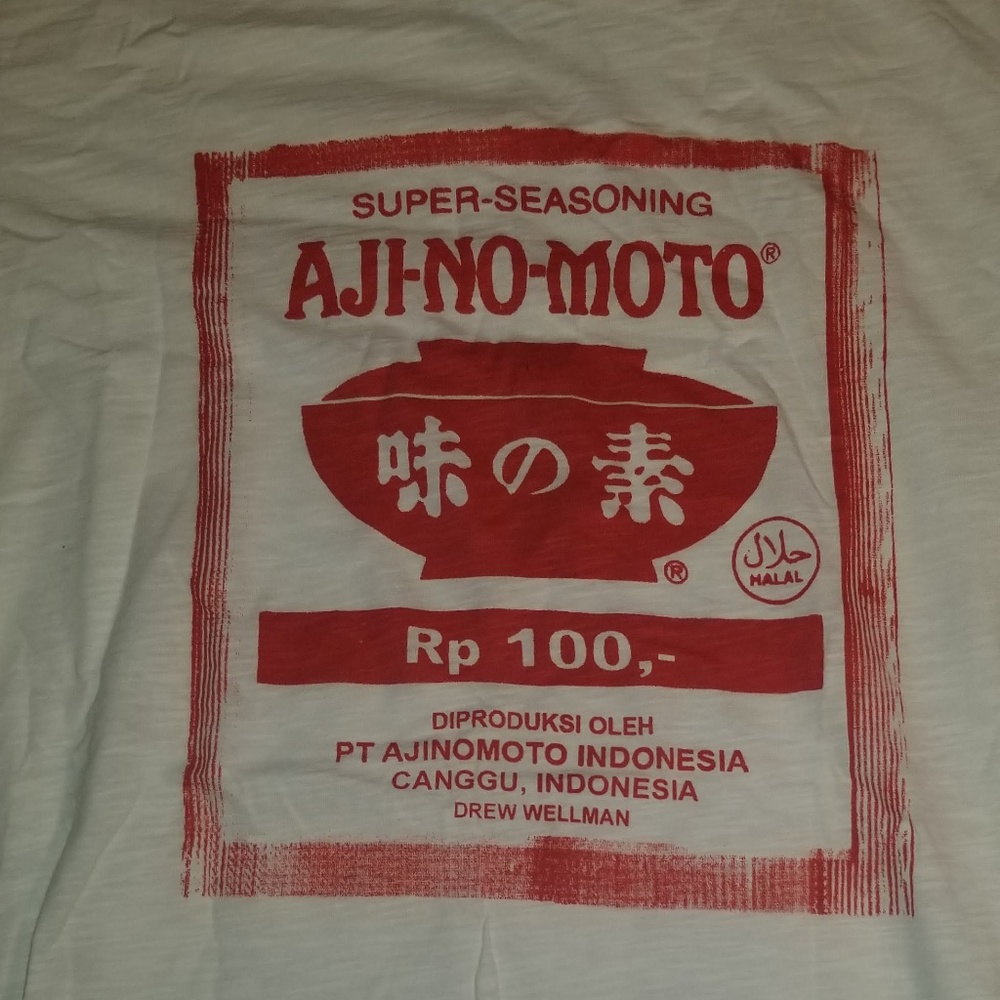 SUPER-SEASONING
AJI-NO-MOTO®
味の素
®
حلال
HALAL
Rp 100,-
DIPRODUKSI OLEH
PT AJINOMOTO INDONESIA
CANGGU, INDONESIA
DREW WELLMAN